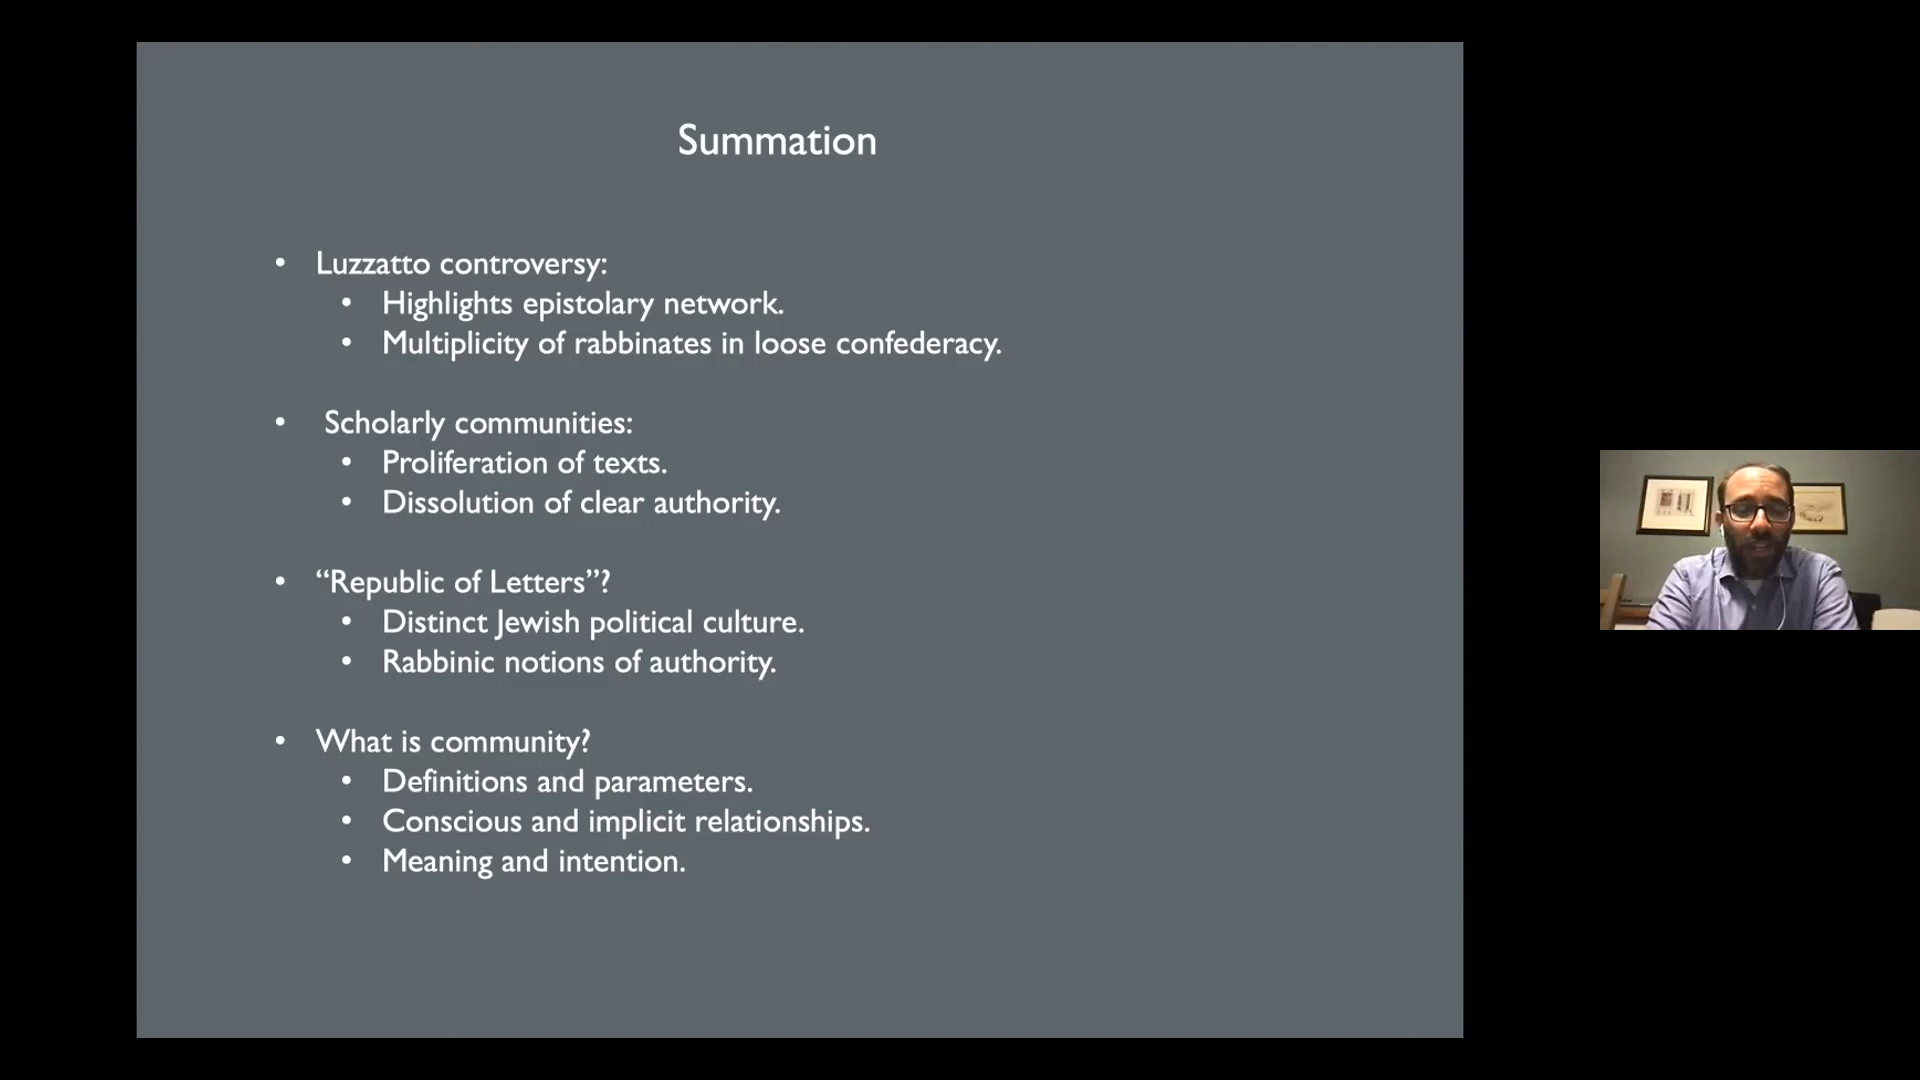 Summation
• Luzzatto controversy:
• Highlights epistolary network.
• Multiplicity of rabbinates in loose confederacy.
• Scholarly communities:
• Proliferation of texts.
• Dissolution of clear authority.
• “Republic of Letters”?
• Distinct Jewish political culture.
• Rabbinic notions of authority.
• What is community?
• Definitions and parameters.
• Conscious and implicit relationships.
• Meaning and intention.